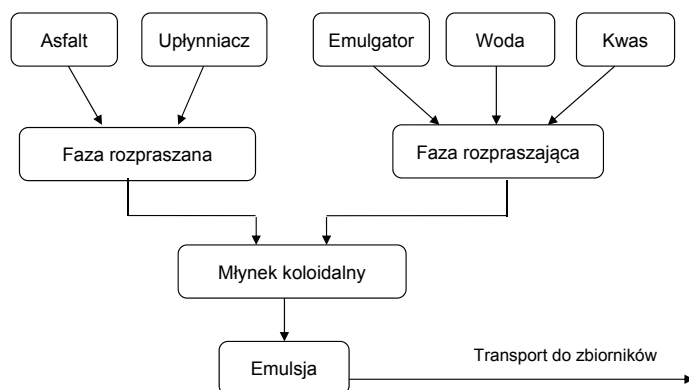 Asfalt
Upłynniacz
Emulgator
Woda
Kwas
Faza rozpraszana
Faza rozpraszająca
Młynek koloidalny
Emulsja
Transport do zbiorników